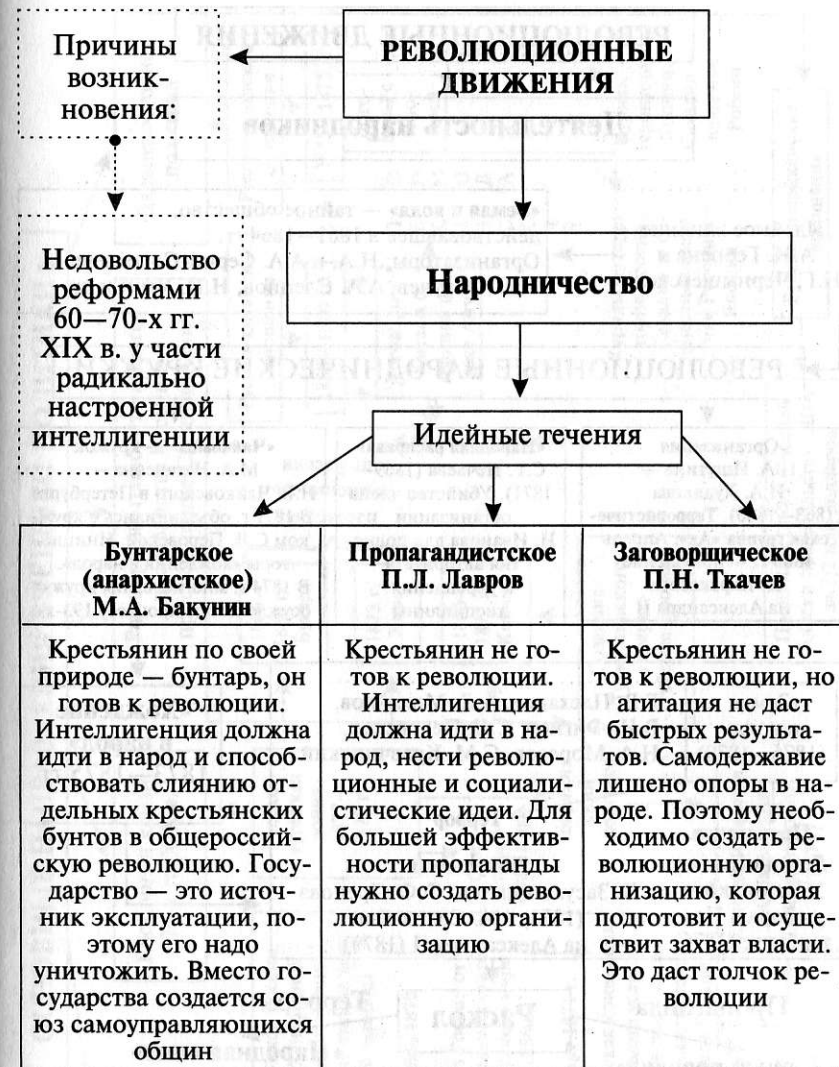 Причины
возник-
новения:
РЕВОЛЮЦИОННЫЕ
ДВИЖЕНИЯ
Недовольство
реформами
60—70-х гг.
XIX в. у части
радикально
настроенной
интеллигенции
Народничество
Идейные течения
Бунтарское
(анархистское)
М.А. Бакунин
Крестьянин по своей
природе — бунтарь, он
готов к революции.
Интеллигенция должна
идти в народ и способ-
ствовать слиянию от-
дельных крестьянских
бунтов в общероссий-
скую революцию. Госу-
дарство — это источ-
ник эксплуатации, по-
этому его надо
уничтожить. Вместо го-
сударства создается со-
юз самоуправляющихся
общин
Пропагандистское
П.Л. Лавров
Крестьянин не го-
тов к революции.
Интеллигенция
должна идти в на-
род, нести револю-
ционные и социали-
стические идеи. Для
большей эффектив-
ности пропаганды
нужно создать рево-
люционную органи-
зацию
Заговорщическое
П.Н. Ткачев
Крестьянин не го-
тов к революции, но
агитация не даст
быстрых результа-
тов. Самодержавие
лишено опоры в на-
роде. Поэтому необ-
ходимо создать ре-
волюционную орга-
низацию, которая
подготовит и осуще-
ствит захват власти.
Это даст толчок ре-
волюции